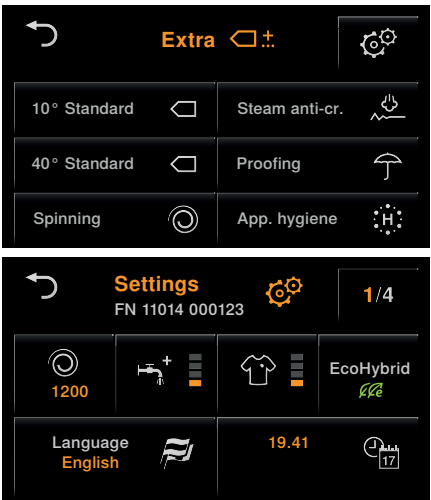 Extra
10° Standard
Steam anti-cr.
40° Standard
Proofing
Spinning
App. hygiene
H
Settings
FN 11014 000123
1/4
1200
+
EcoHybrid
e
Language
English
19.41
17